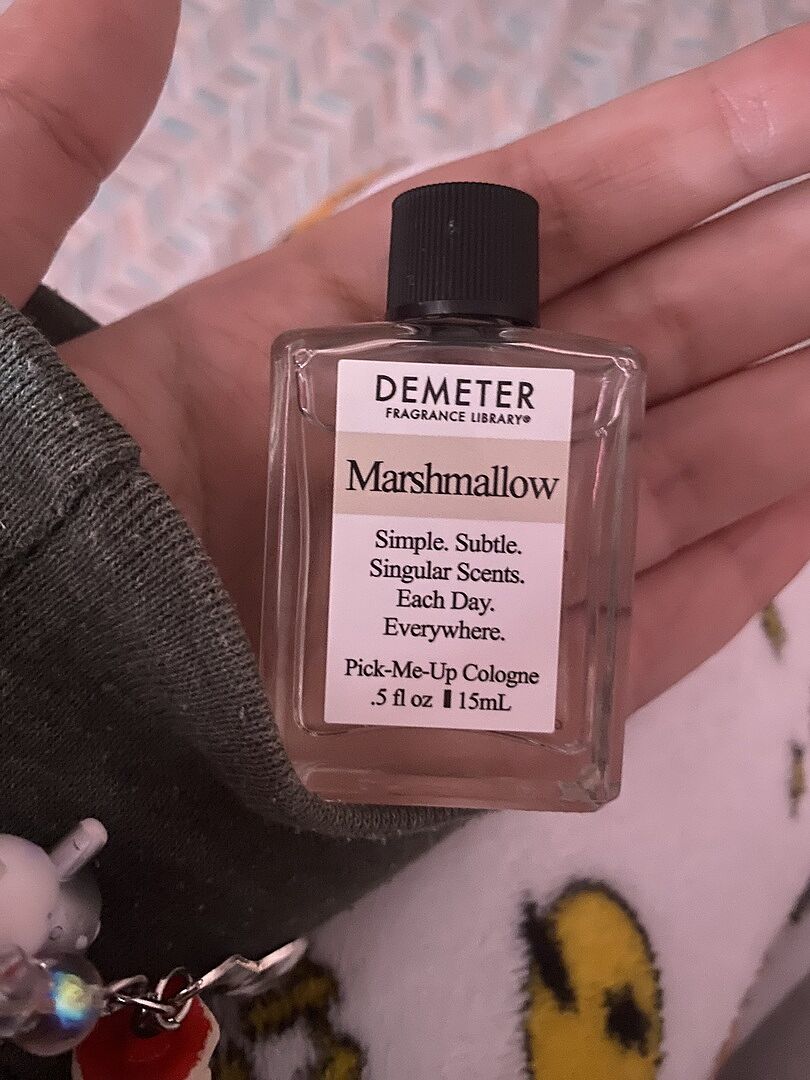 DEMETER
FRAGRANCE LIBRARY®
Marshmallow
Simple. Subtle.
Singular Scents.
Each Day.
Everywhere.
Pick-Me-Up Cologne
.5 fl oz ▮ 15mL